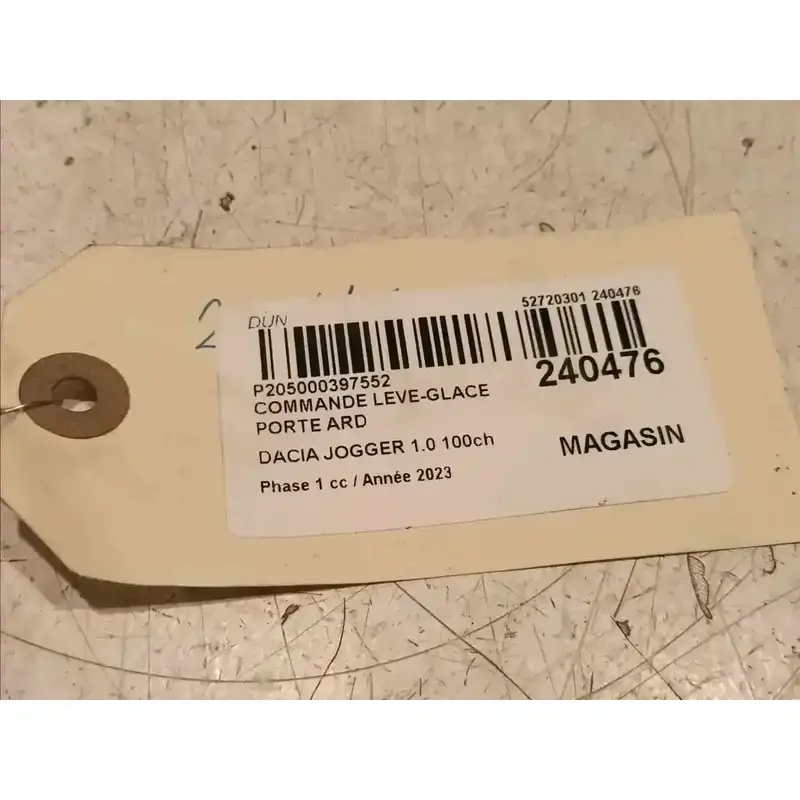 DUN
52720301 240476
240476
P205000397552
COMMANDE LEVE-GLACE
PORTE ARD
DACIA JOGGER 1.0 100ch
MAGASIN
Phase 1 cc / Année 2023